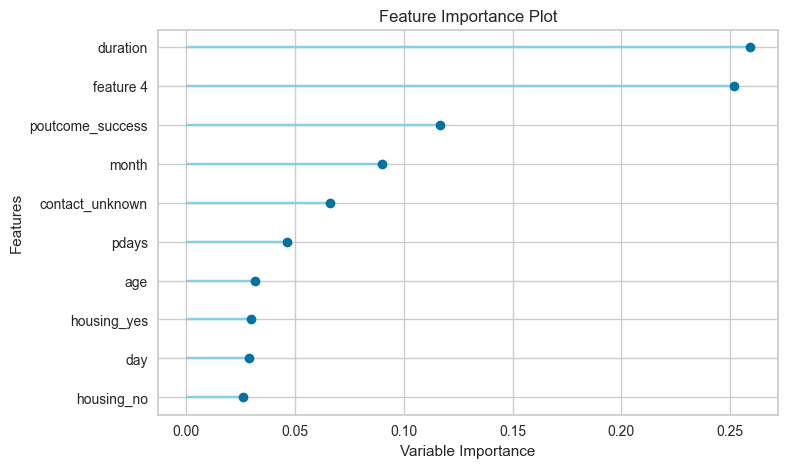 Feature Importance Plot
duration
feature 4
poutcome_success
month
contact_unknown
pdays
age
housing_yes
day
housing_no
Features
0.00 0.05 0.10 0.15 0.20 0.25
Variable Importance